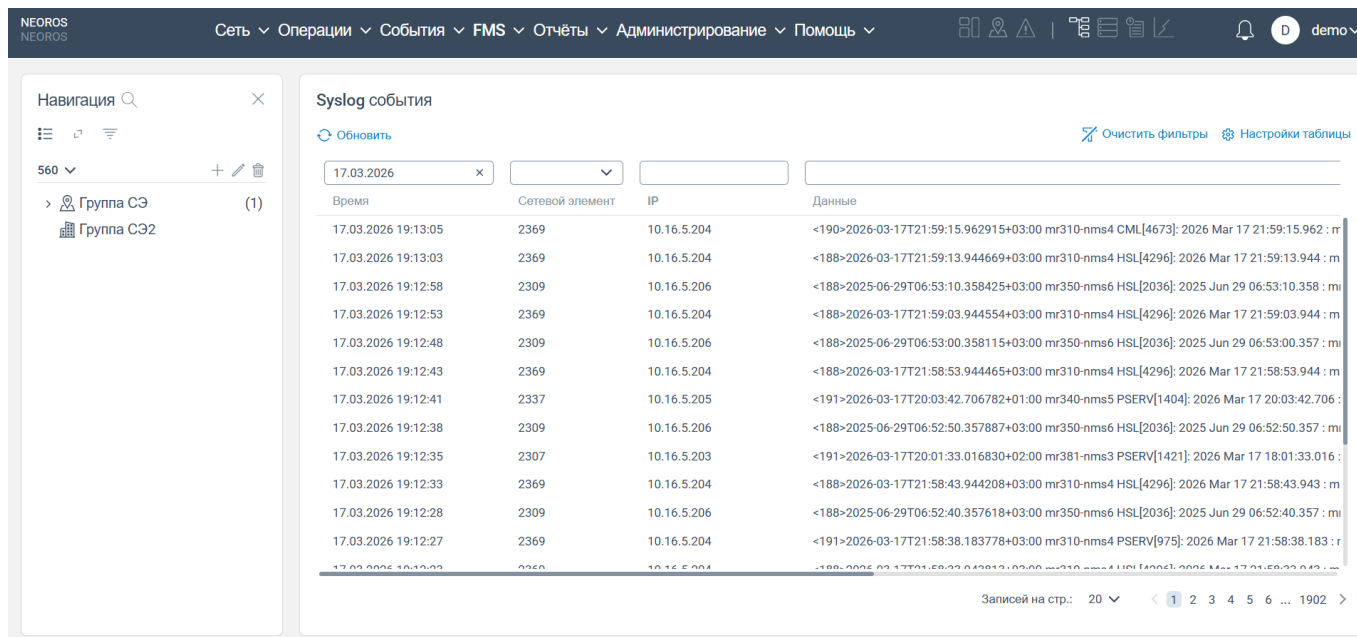 NEOROS
NEOROS
Сеть Операции События FMS Отчёты Администрирование Помощь
D demo
Навигация
560
Группа СЭ (1)
Группа СЭ2
Syslog события
Обновить
Очистить фильтры Настройки таблицы
17.03.2026
Время Сетевой элемент IP Данные
17.03.2026 19:13:05 2369 10.16.5.204 <190>2026-03-17T21:59:15.962915+03:00 mr310-nms4 CML[4673]: 2026 Mar 17 21:59:15.962 : m
17.03.2026 19:13:03 2369 10.16.5.204 <188>2026-03-17T21:59:13.944669+03:00 mr310-nms4 HSL[4296]: 2026 Mar 17 21:59:13.944 : m
17.03.2026 19:12:58 2309 10.16.5.206 <188>2025-06-29T06:53:10.358425+03:00 mr350-nms6 HSL[2036]: 2025 Jun 29 06:53:10.358 :
17.03.2026 19:12:53 2369 10.16.5.204 <188>2026-03-17T21:59:03.944554+03:00 mr310-nms4 HSL[4296]: 2026 Mar 17 21:59:03.944 : m
17.03.2026 19:12:48 2309 10.16.5.206 <188>2025-06-29T06:53:00.358115+03:00 mr350-nms6 HSL[2036]: 2025 Jun 29 06:53:00.357 :
17.03.2026 19:12:43 2369 10.16.5.204 <188>2026-03-17T21:58:53.944465+03:00 mr310-nms4 HSL[4296]: 2026 Mar 17 21:58:53.944 : m
17.03.2026 19:12:41 2337 10.16.5.205 <191>2026-03-17T20:03:42.706782+01:00 mr340-nms5 PSERV[1404]: 2026 Mar 17 20:03:42.706 :
17.03.2026 19:12:38 2309 10.16.5.206 <188>2025-06-29T06:52:50.357887+03:00 mr350-nms6 HSL[2036]: 2025 Jun 29 06:52:50.357 :
17.03.2026 19:12:35 2307 10.16.5.203 <191>2026-03-17T20:01:33.016830+02:00 mr381-nms3 PSERV[1421]: 2026 Mar 17 18:01:33.016 :
17.03.2026 19:12:33 2369 10.16.5.204 <188>2026-03-17T21:58:43.944208+03:00 mr310-nms4 HSL[4296]: 2026 Mar 17 21:58:43.943 : m
17.03.2026 19:12:28 2309 10.16.5.206 <188>2025-06-29T06:52:40.357618+03:00 mr350-nms6 HSL[2036]: 2025 Jun 29 06:52:40.357 :
17.03.2026 19:12:27 2369 10.16.5.204 <191>2026-03-17T21:58:38.183778+03:00 mr310-nms4 PSERV[975]: 2026 Mar 17 21:58:38.183 :
Записей на стр.: 20 1 2 3 4 5 6 ... 1902